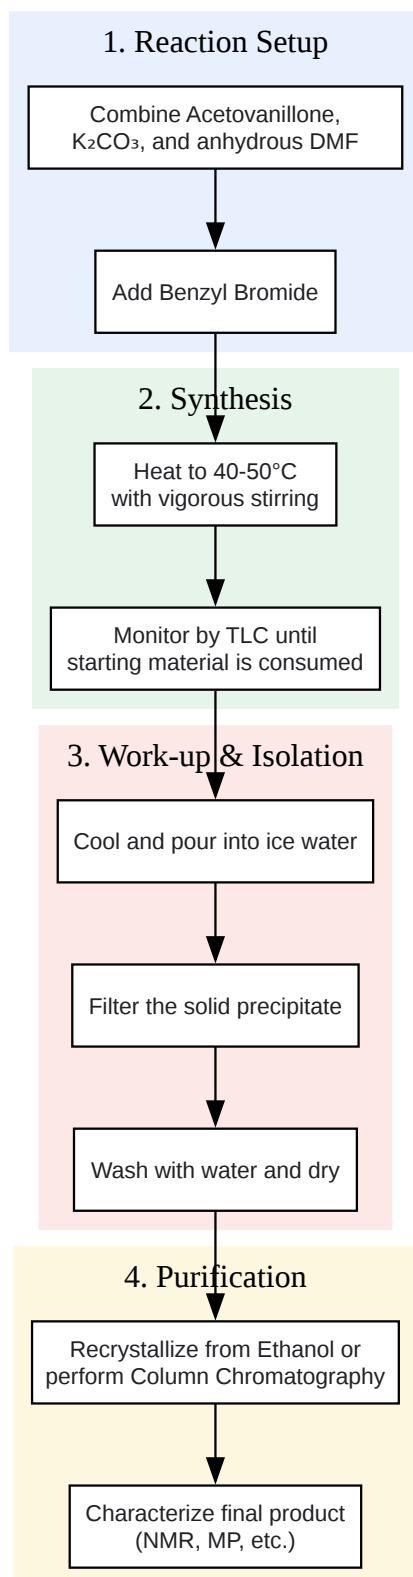 1. Reaction Setup
Combine Acetovanillone,
K₂CO₃, and anhydrous DMF
Add Benzyl Bromide
2. Synthesis
Heat to 40-50°C
with vigorous stirring
Monitor by TLC until
starting material is consumed
3. Work-up & Isolation
Cool and pour into ice water
Filter the solid precipitate
Wash with water and dry
4. Purification
Recrystallize from Ethanol or
perform Column Chromatography
Characterize final product
(NMR, MP, etc.)